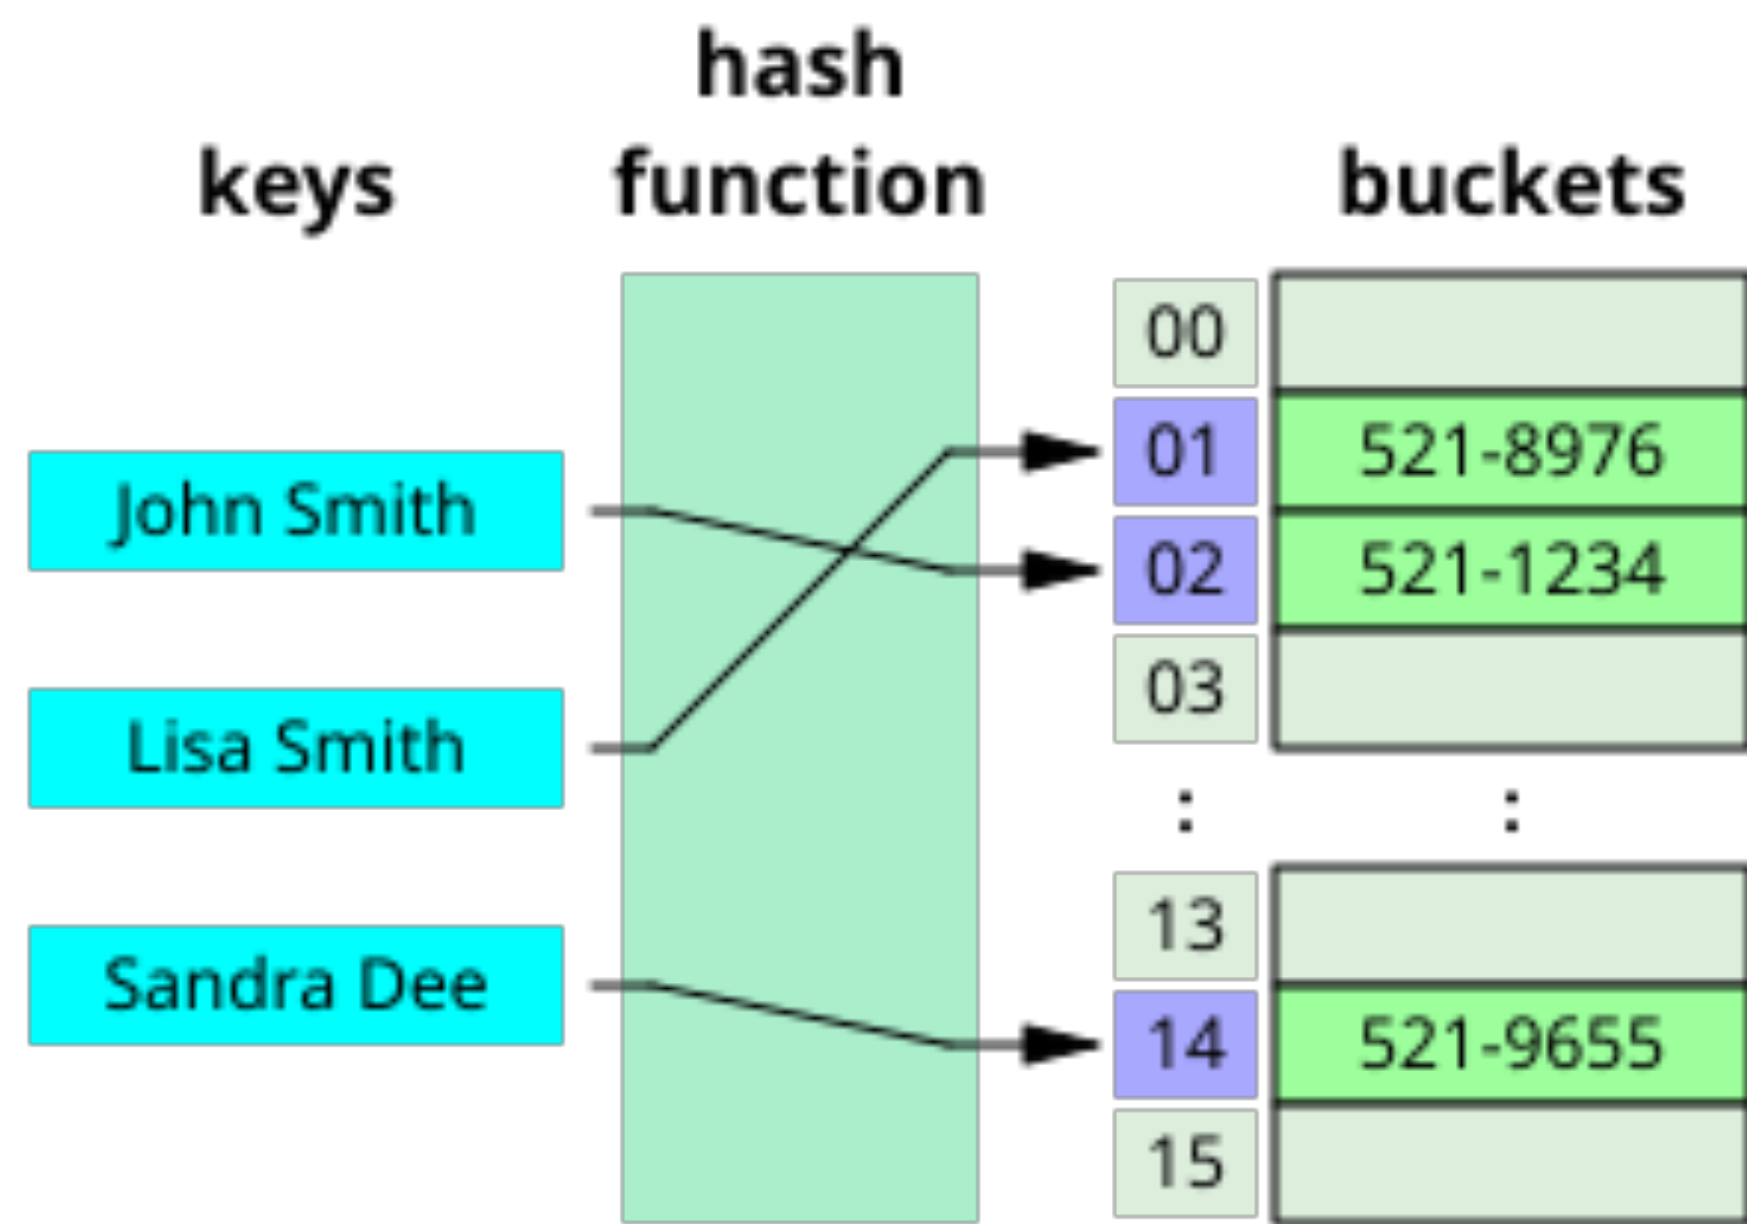 hash
keys function buckets
00
01 521-8976
John Smith
02 521-1234
03
Lisa Smith
: :
13
Sandra Dee
14 521-9655
15